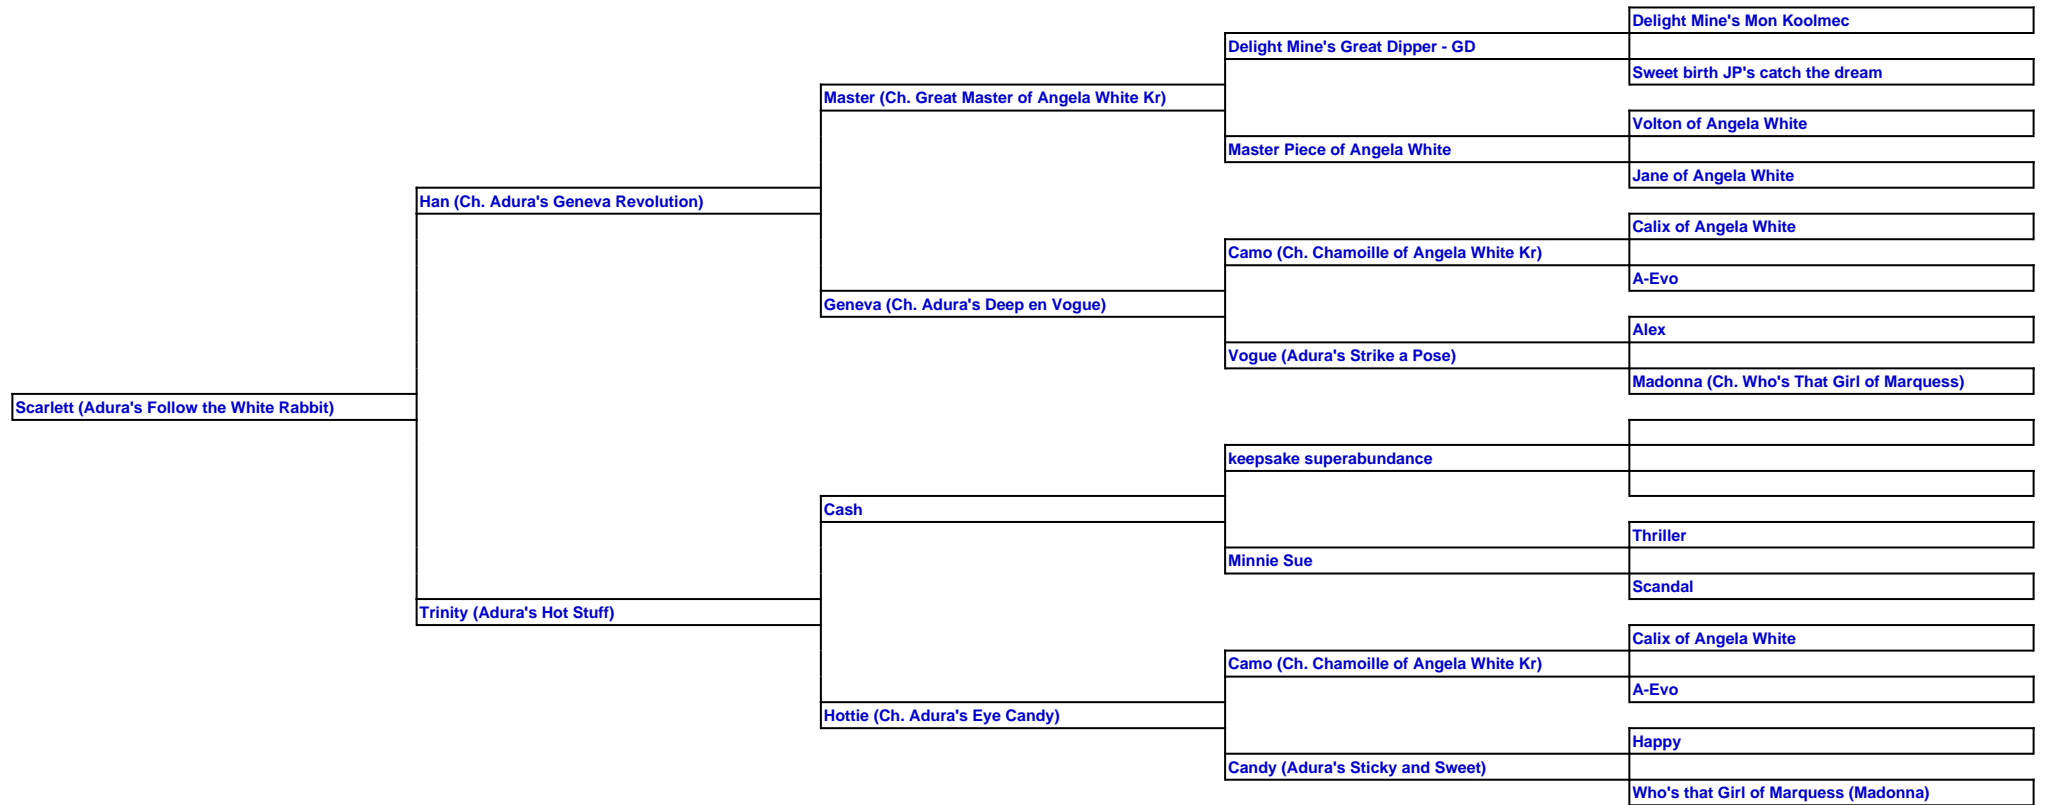 Delight Mine's Mon Koolmec
Delight Mine's Great Dipper - GD
Sweet birth JP's catch the dream
Master (Ch. Great Master of Angela White Kr)
Volton of Angela White
Master Piece of Angela White
Jane of Angela White
Han (Ch. Adura's Geneva Revolution)
Calix of Angela White
Camo (Ch. Chamoille of Angela White Kr)
A-Evo
Geneva (Ch. Adura's Deep en Vogue)
Alex
Vogue (Adura's Strike a Pose)
Madonna (Ch. Who's That Girl of Marquess)
Scarlett (Adura's Follow the White Rabbit)
keepsake superabundance
Cash
Thriller
Minnie Sue
Scandal
Trinity (Adura's Hot Stuff)
Calix of Angela White
Camo (Ch. Chamoille of Angela White Kr)
A-Evo
Hottie (Ch. Adura's Eye Candy)
Happy
Candy (Adura's Sticky and Sweet)
Who's that Girl of Marquess (Madonna)